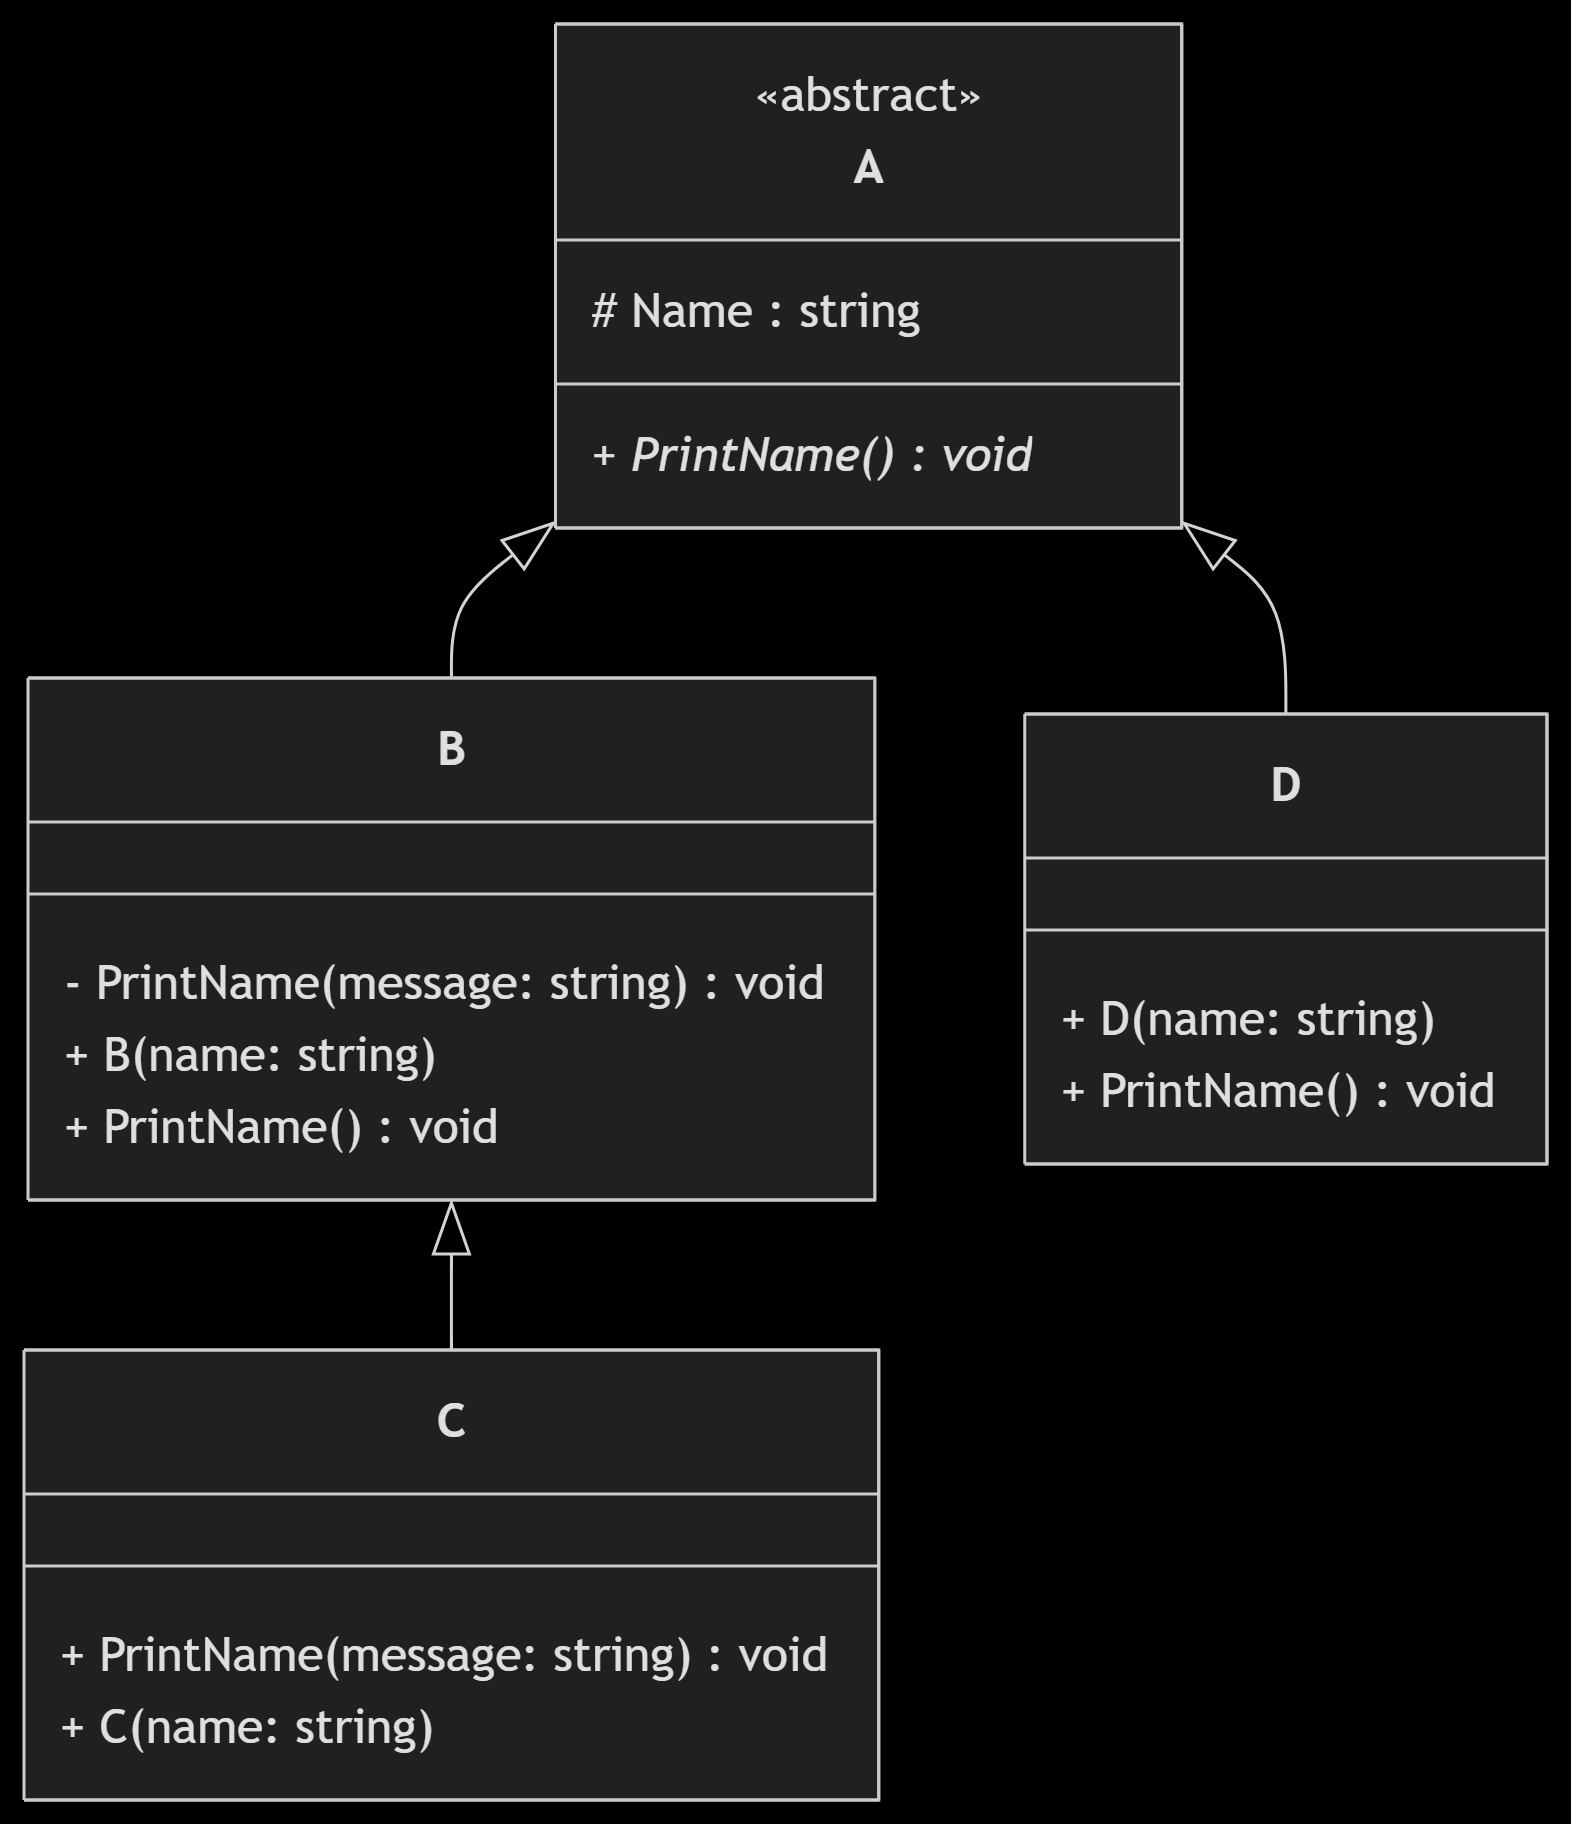 «abstract»
A
# Name : string
+ PrintName() : void
B
- PrintName(message: string) : void
+ B(name: string)
+ PrintName() : void
D
+ D(name: string)
+ PrintName() : void
C
+ PrintName(message: string) : void
+ C(name: string)